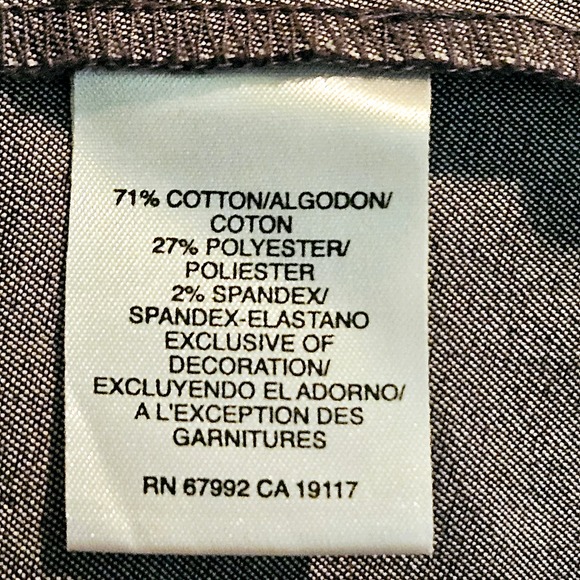 71% COTTON/ALGODON/
COTON
27% POLYESTER/
POLIESTER
2% SPANDEX/
SPANDEX-ELASTANO
EXCLUSIVE OF
DECORATION/
EXCLUYENDO EL ADORNO/
A L'EXCEPTION DES
GARNITURES
RN 67992 CA 19117